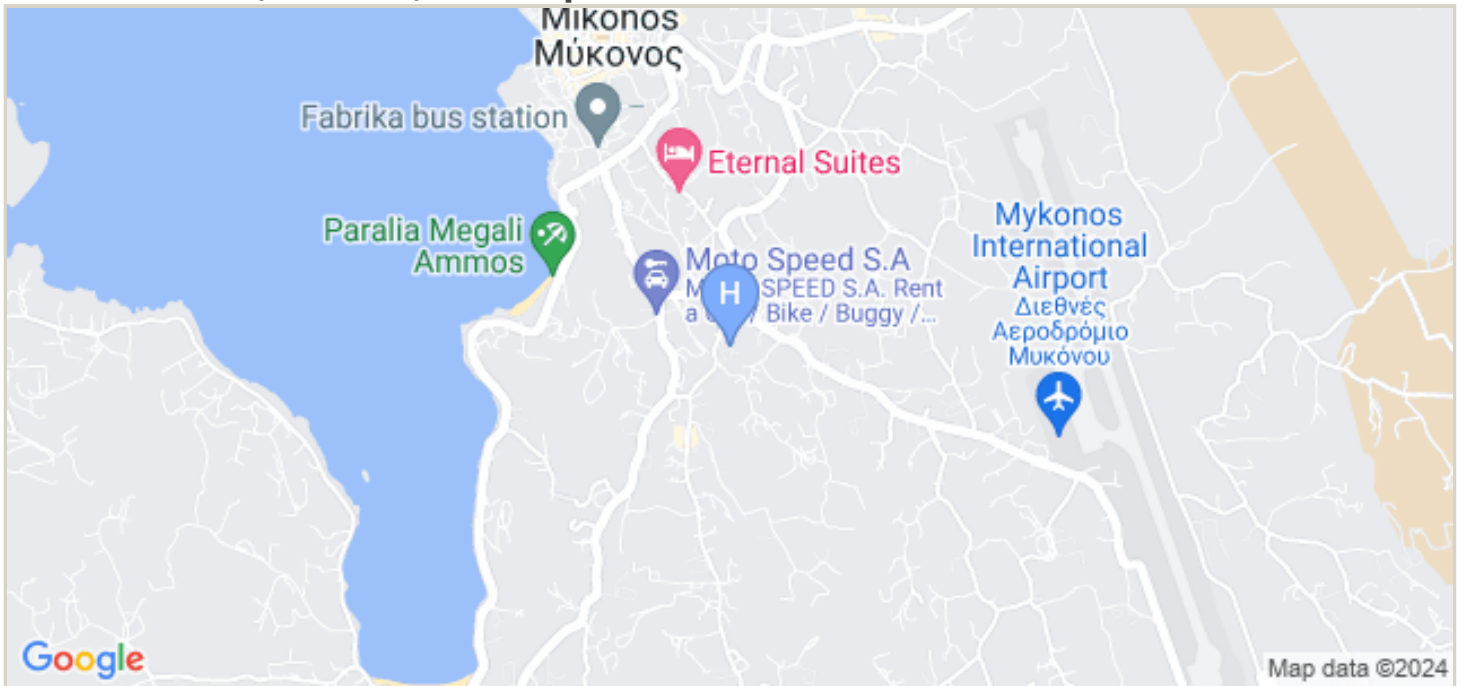 Mikonos
Μύκονος
Fabrika bus station
Eternal Suites
Paralia Megali
Ammos
Mykonos
International
Airport
Διεθνές
Αεροδρόμιο
Μυκόνου
Moto Speed S.A
SPEED S.A. Rent
a / Bike / Buggy /...
H
Google
Map data ©2024